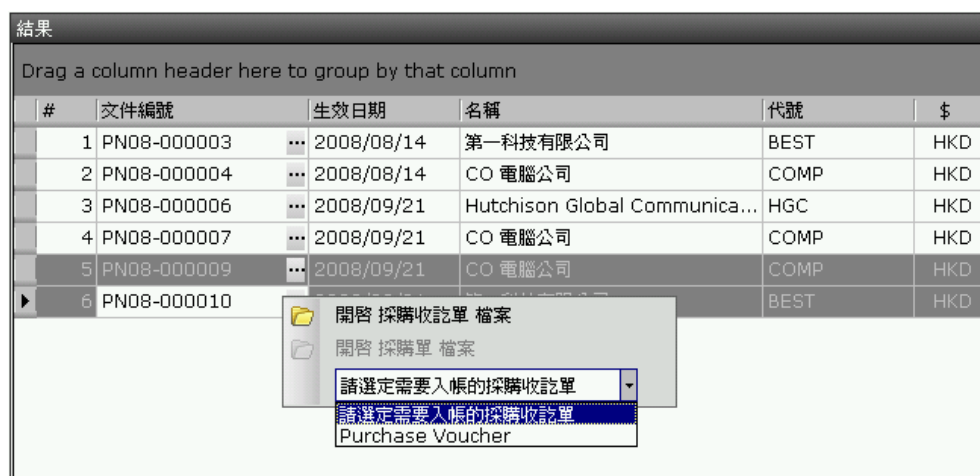 結果
Drag a column header here to group by that column
# 文件編號 生效日期 名稱 代號 $
1 PN08-000003 ... 2008/08/14 第一科技有限公司 BEST HKD
2 PN08-000004 ... 2008/08/14 CO 電腦公司 COMP HKD
3 PN08-000006 ... 2008/09/21 Hutchison Global Communica... HGC HKD
4 PN08-000007 ... 2008/09/21 CO 電腦公司 COMP HKD
5 PN08-000009 ... 2008/09/21 CO 電腦公司 COMP HKD
6 PN08-000010 BEST HKD
開啓 採購收訖單 檔案
開啓 採購單 檔案
請選定需要入帳的採購收訖單
請選定需要入帳的採購收訖單
Purchase Voucher